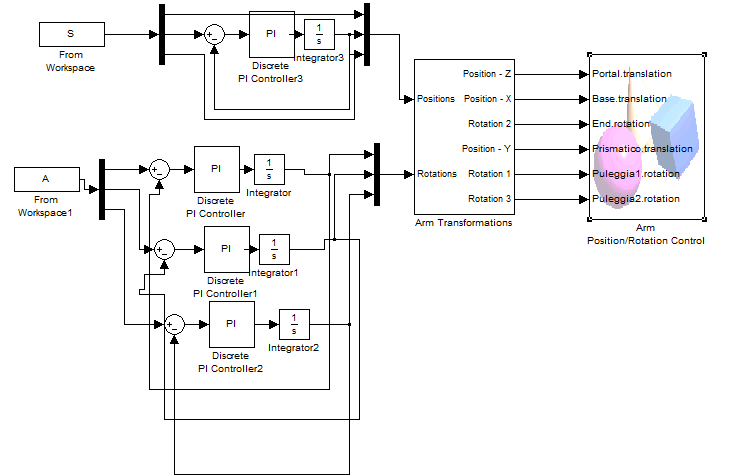 S
From
Workspace
PI
Discrete
PI Controller3
1
s
Integrator3
A
From
Workspace1
PI
Discrete
PI Controller
1
s
Integrator
PI
Discrete
PI Controller1
1
s
Integrator1
PI
Discrete
PI Controller2
1
s
Integrator2
Positions
Rotations
Position - Z
Position - X
Rotation 2
Position - Y
Rotation 1
Rotation 3
Arm Transformations
Portal.translation
Base.translation
End.rotation
Prismatico.translation
Puleggia1.rotation
Puleggia2.rotation
Arm
Position/Rotation Control